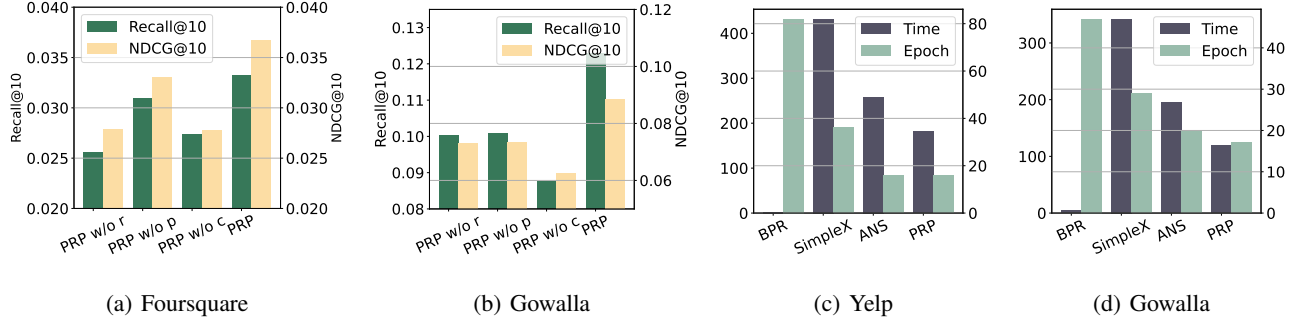 Recall@10
NDCG@10
0.040
0.035
0.030
0.025
0.020
Recall@10
0.040
0.035
0.030
0.025
0.020
NDCG@10
PRP w/o r
PRP w/o p
PRP w/o c
PRP
(a) Foursquare
Recall@10
NDCG@10
0.13
0.12
0.11
0.10
0.09
0.08
Recall@10
0.12
0.10
0.08
0.06
NDCG@10
PRP w/o r
PRP w/o p
PRP w/o c
PRP
(b) Gowalla
Time
Epoch
400
300
200
100
0
80
60
40
20
0
BPR
SimpleX
ANS
PRP
(c) Yelp
Time
Epoch
300
200
100
0
40
30
20
10
0
BPR
SimpleX
ANS
PRP
(d) Gowalla